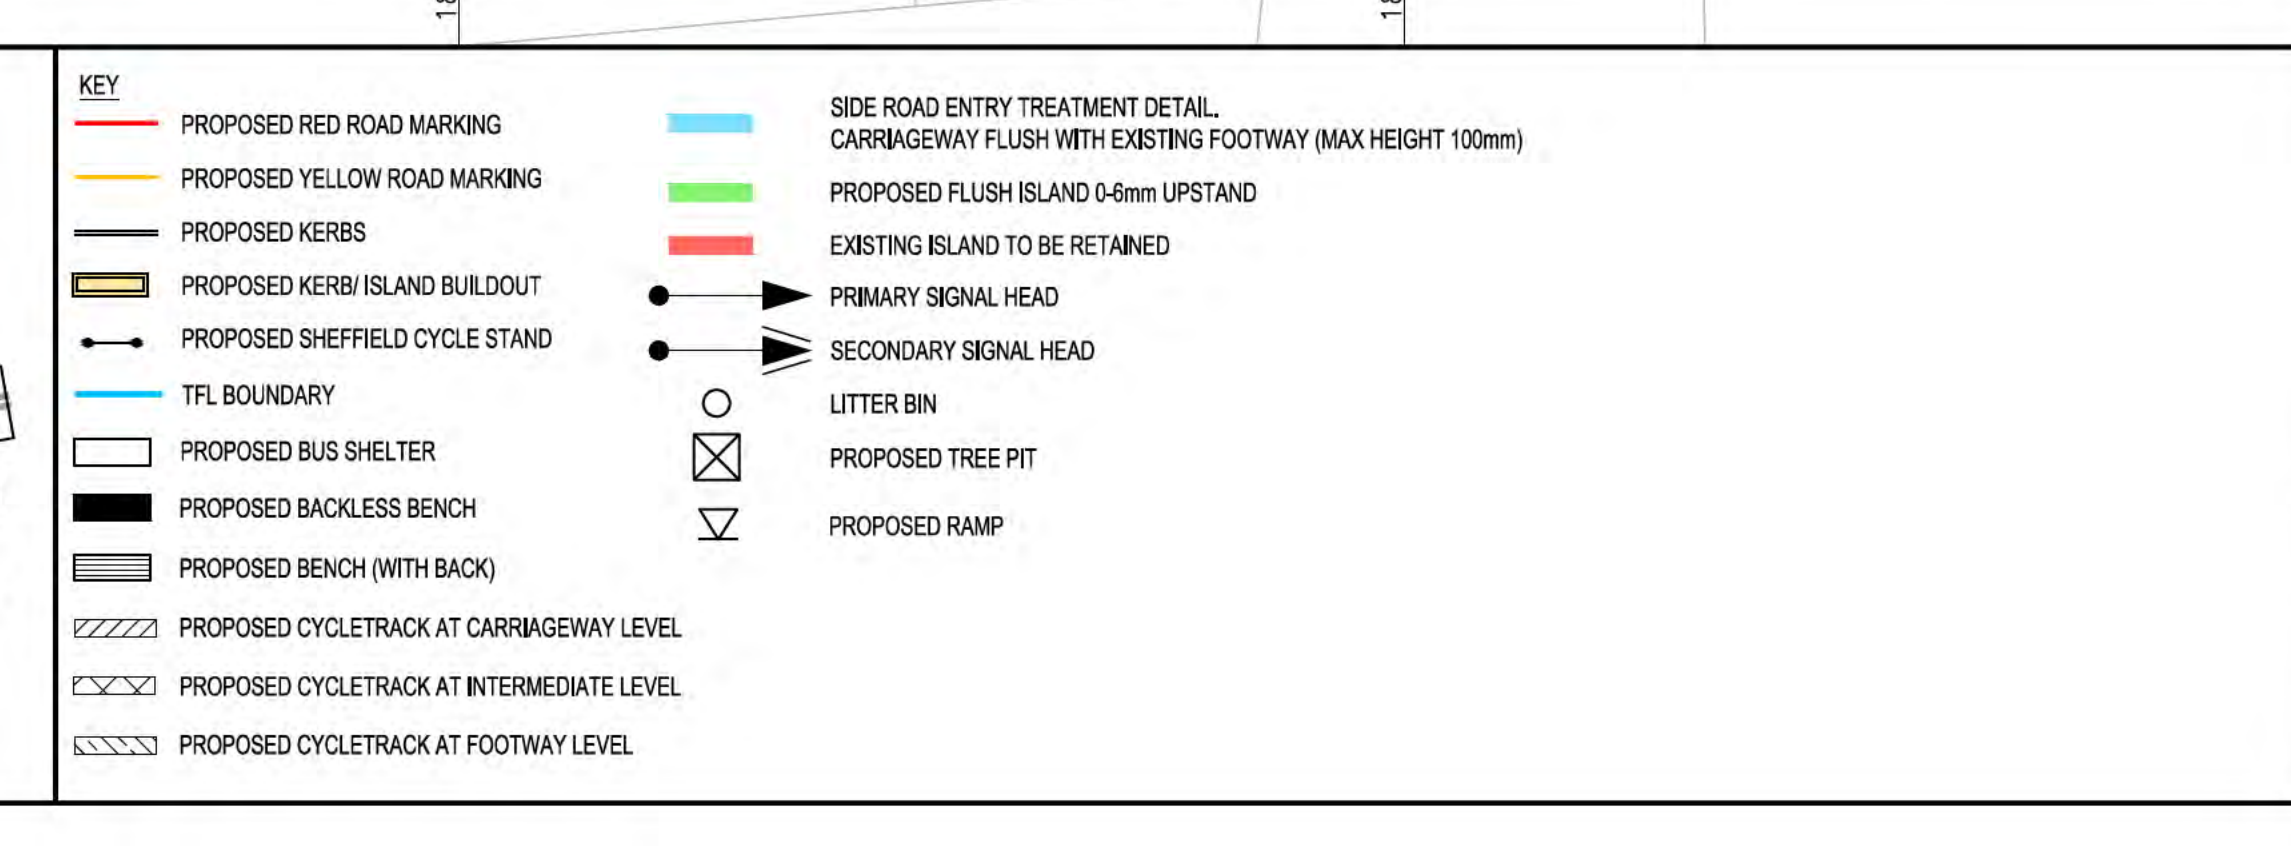 KEY
PROPOSED RED ROAD MARKING
PROPOSED YELLOW ROAD MARKING
PROPOSED KERBS
PROPOSED KERB/ ISLAND BUILDOUT
PROPOSED SHEFFIELD CYCLE STAND
TFL BOUNDARY
PROPOSED BUS SHELTER
PROPOSED BACKLESS BENCH
PROPOSED BENCH (WITH BACK)
PROPOSED CYCLETRACK AT CARRIAGEWAY LEVEL
PROPOSED CYCLETRACK AT INTERMEDIATE LEVEL
PROPOSED CYCLETRACK AT FOOTWAY LEVEL
SIDE ROAD ENTRY TREATMENT DETAIL.
CARRIAGEWAY FLUSH WITH EXISTING FOOTWAY (MAX HEIGHT 100mm)
PROPOSED FLUSH ISLAND 0-6mm UPSTAND
EXISTING ISLAND TO BE RETAINED
PRIMARY SIGNAL HEAD
SECONDARY SIGNAL HEAD
LITTER BIN
PROPOSED TREE PIT
PROPOSED RAMP